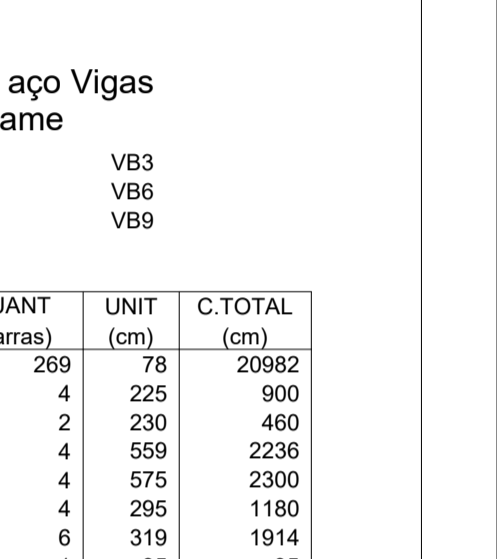 aço Vigas
ame
VB3
VB6
VB9
UANT UNIT C.TOTAL
arras) (cm) (cm)
269 78 20982
4 225 900
2 230 460
4 559 2236
4 575 2300
4 295 1180
6 319 1914